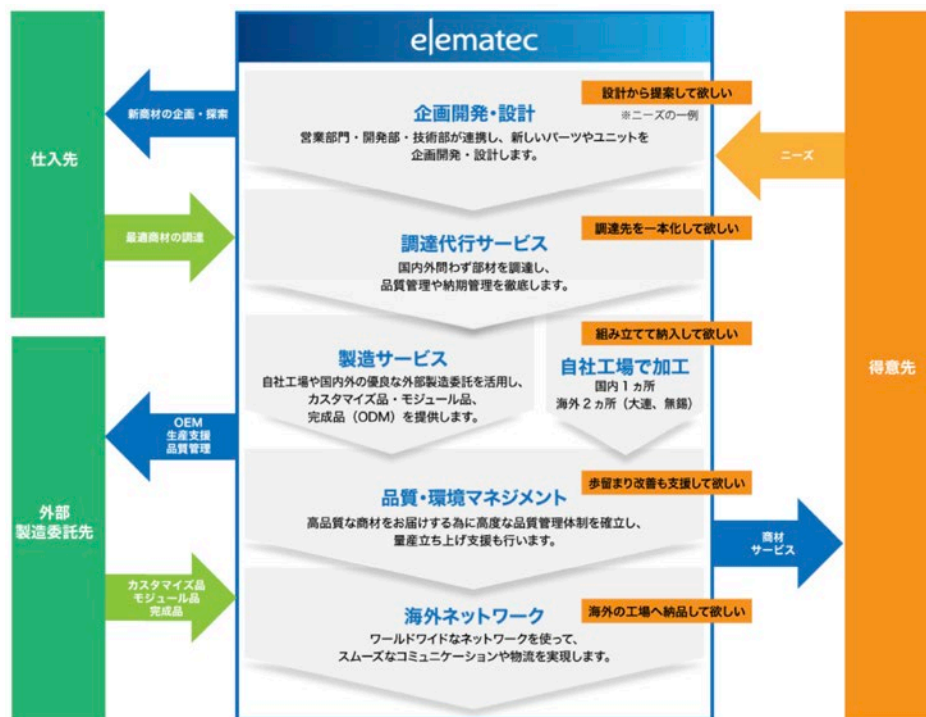 elematec
仕入先
新商材の企画・探索
最適商材の調達
設計から提案して欲しい
※ニーズの一例
企画開発・設計
営業部門・開発部・技術部が連携し、新しいパーツやユニットを
企画開発・設計します。
ニーズ
調達先を一本化して欲しい
調達代行サービス
国内外問わず部材を調達し、
品質管理や納期管理を徹底します。
組み立てて納入して欲しい
製造サービス
自社工場や国内外の優良な外部製造委託を活用し、
カスタマイズ品・モジュール品、
完成品（ODM）を提供します。
自社工場で加工
国内 1 ヵ所
海外 2 ヵ所（大連、無錫）
得意先
OEM
生産支援
品質管理
外部
製造委託先
カスタマイズ品
モジュール品
完成品
歩留まり改善も支援して欲しい
品質・環境マネジメント
高品質な商材をお届けする為に高度な品質管理体制を確立し、
量産立ち上げ支援も行います。
商材
サービス
海外の工場へ納品して欲しい
海外ネットワーク
ワールドワイドなネットワークを使って、
スムーズなコミュニケーションや物流を実現します。